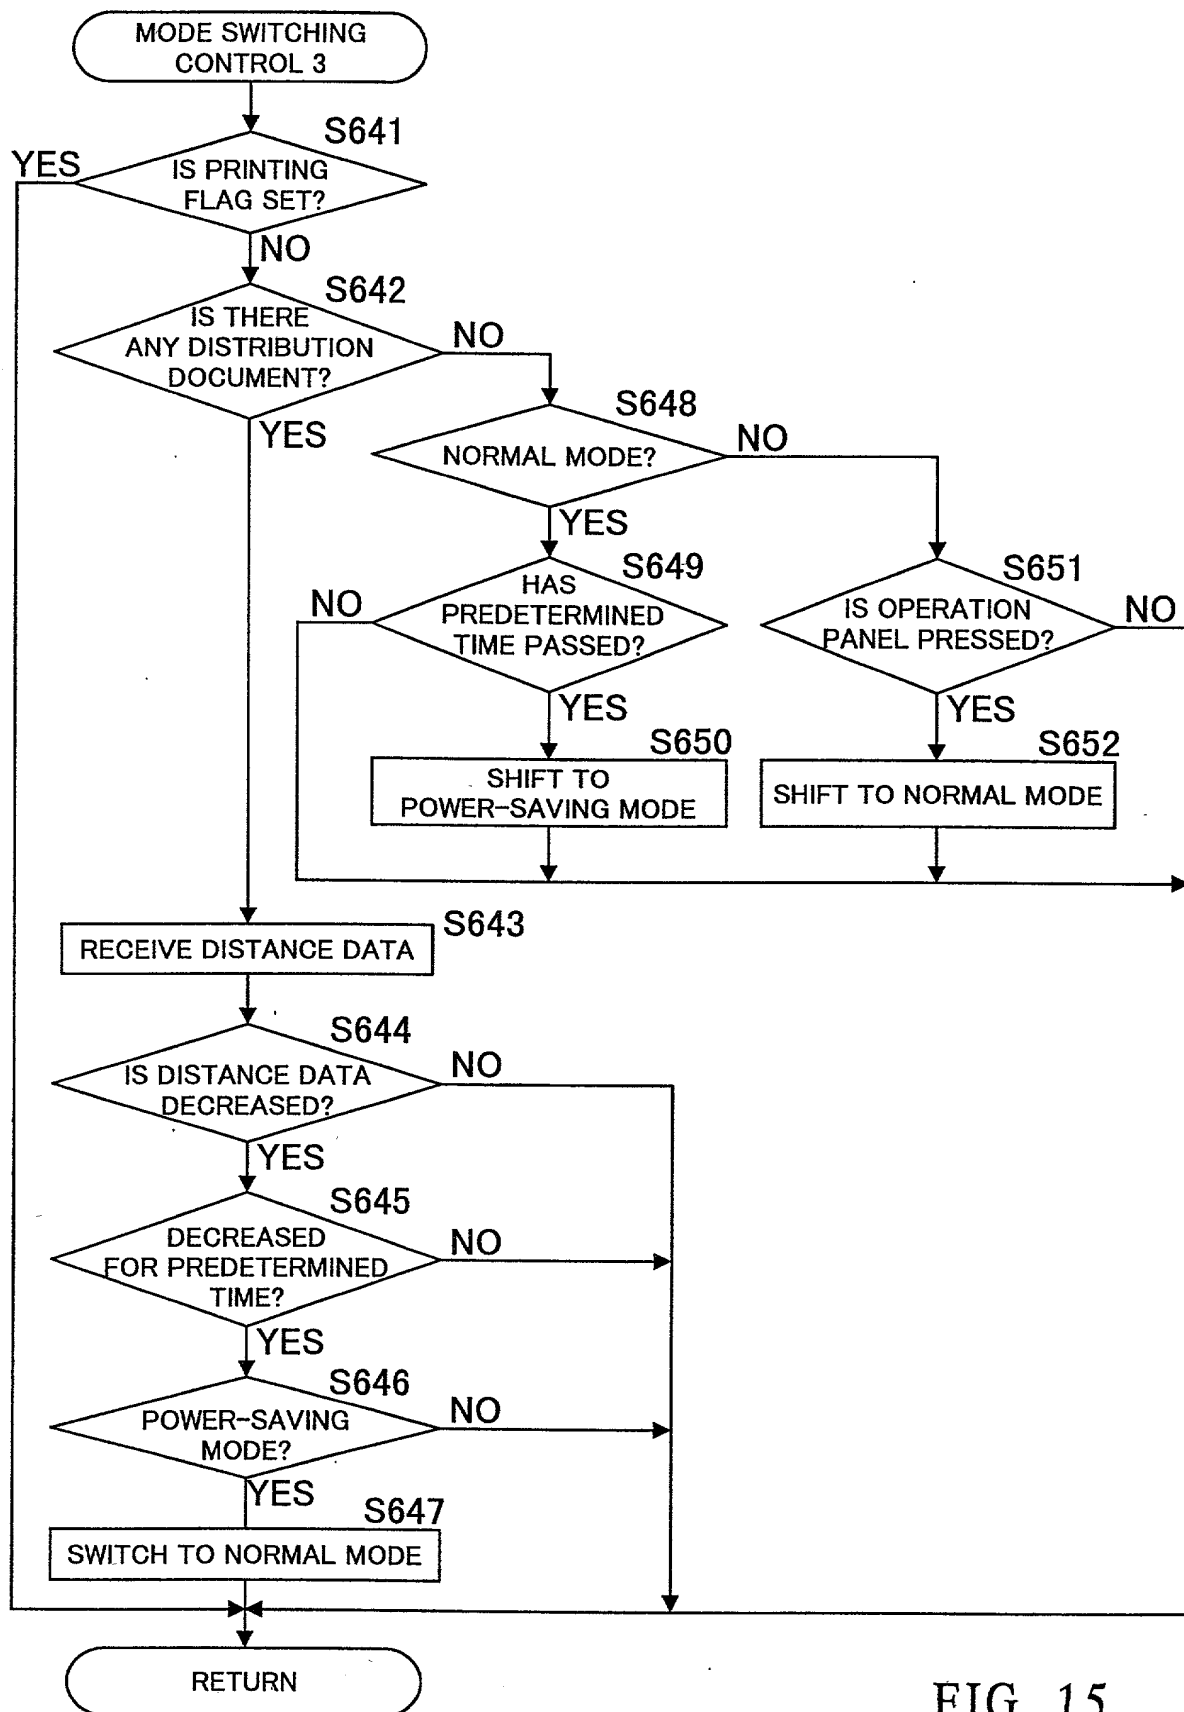 MODE SWITCHING
CONTROL 3
S641
YES
IS PRINTING
FLAG SET?
NO
S642
IS THERE
ANY DISTRIBUTION
DOCUMENT?
NO
YES
S648
NORMAL MODE?
NO
YES
S649
HAS
PREDETERMINED
TIME PASSED?
NO
YES
S651
IS OPERATION
PANEL PRESSED?
NO
YES
S650
SHIFT TO
POWER-SAVING MODE
S652
SHIFT TO NORMAL MODE
S643
RECEIVE DISTANCE DATA
S644
IS DISTANCE DATA
DECREASED?
NO
YES
S645
DECREASED
FOR PREDETERMINED
TIME?
NO
YES
S646
POWER-SAVING
MODE?
NO
YES
S647
SWITCH TO NORMAL MODE
RETURN
FIG. 15